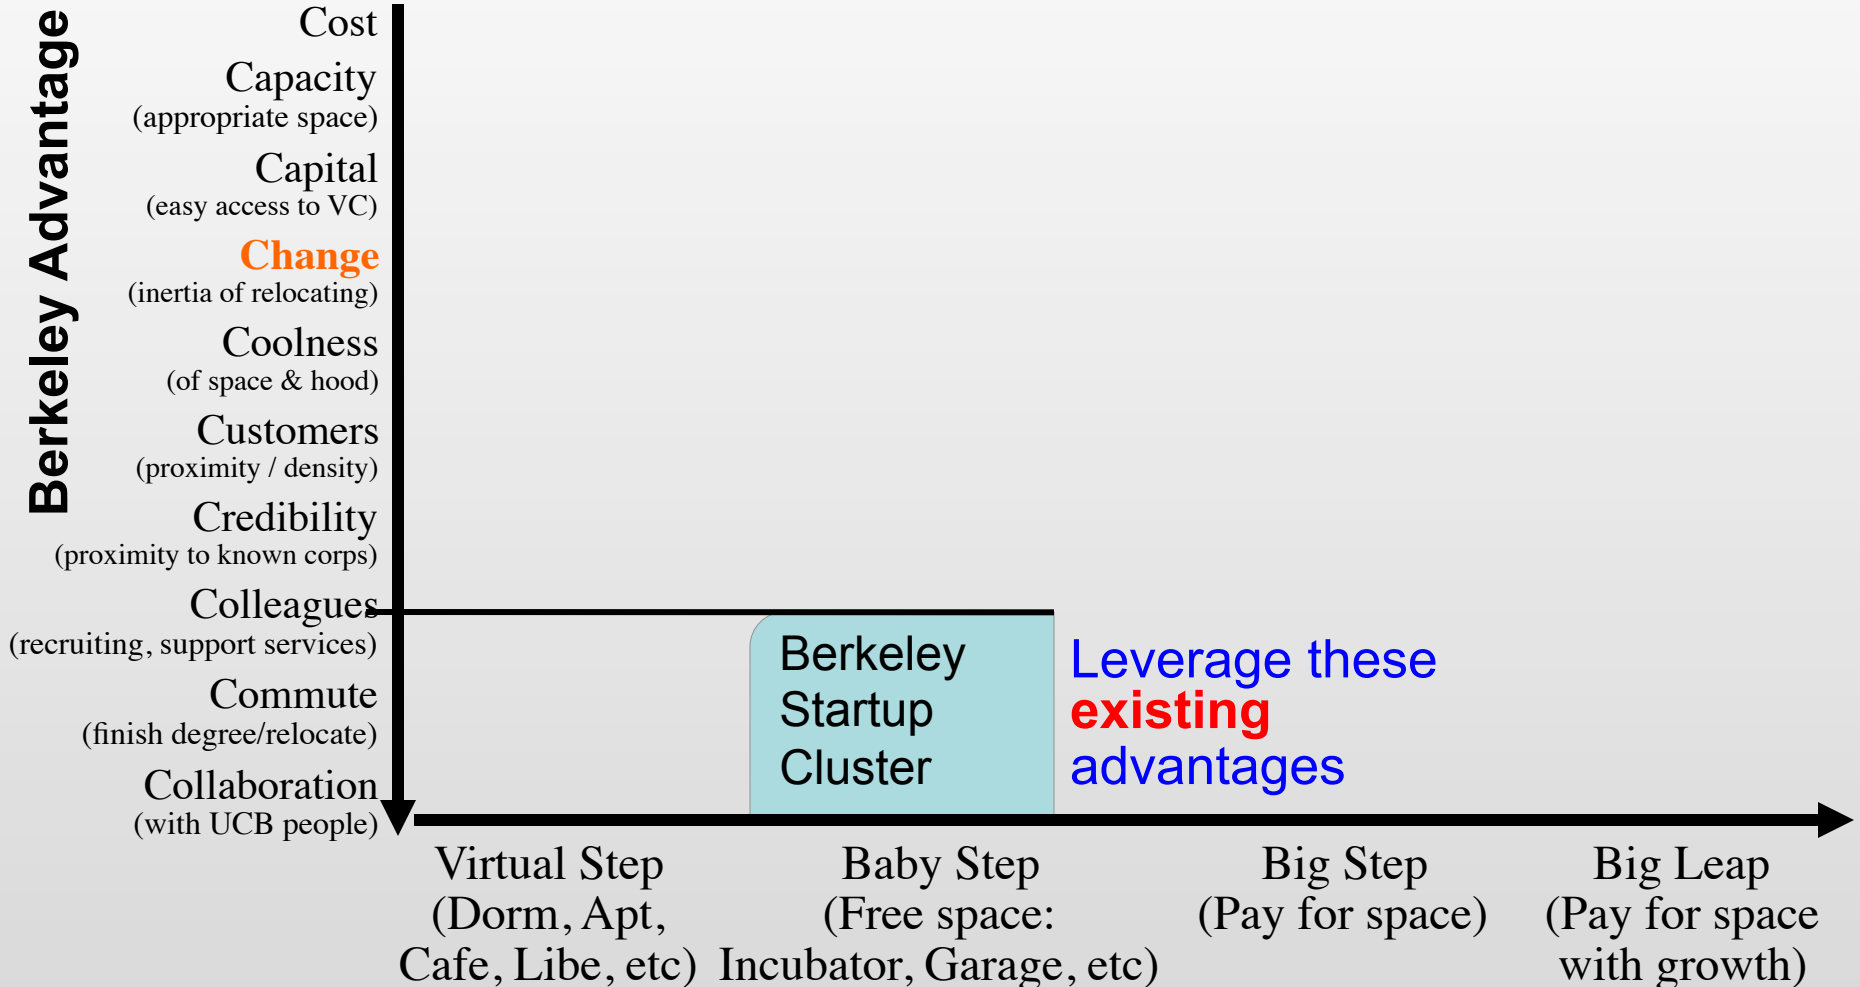 Berkeley Advantage
Cost
Capacity
(appropriate space)
Capital
(easy access to VC)
Change
(inertia of relocating)
Coolness
(of space & hood)
Customers
(proximity / density)
Credibility
(proximity to known corps)
Colleagues
(recruiting, support services)
Commute
(finish degree/relocate)
Collaboration
(with UCB people)
Berkeley
Startup
Cluster
Leverage these
existing
advantages
Virtual Step
(Dorm, Apt,
Cafe, Libe, etc)
Baby Step
(Free space:
Incubator, Garage, etc)
Big Step
(Pay for space)
Big Leap
(Pay for space
with growth)